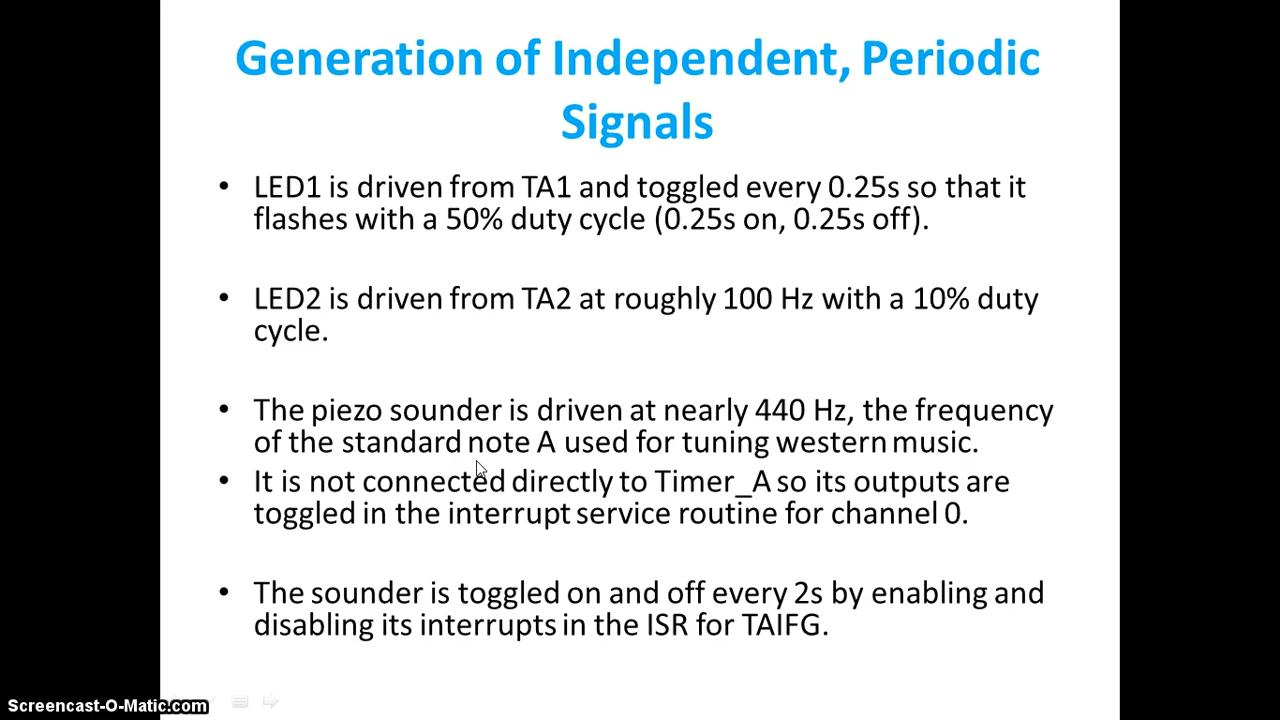 Generation of Independent, Periodic
Signals
• LED1 is driven from TA1 and toggled every 0.25s so that it
flashes with a 50% duty cycle (0.25s on, 0.25s off).
• LED2 is driven from TA2 at roughly 100 Hz with a 10% duty
cycle.
• The piezo sounder is driven at nearly 440 Hz, the frequency
of the standard note A used for tuning western music.
• It is not connected directly to Timer_A so its outputs are
toggled in the interrupt service routine for channel 0.
• The sounder is toggled on and off every 2s by enabling and
disabling its interrupts in the ISR for TAIFG.
Screencast-O-Matic.com